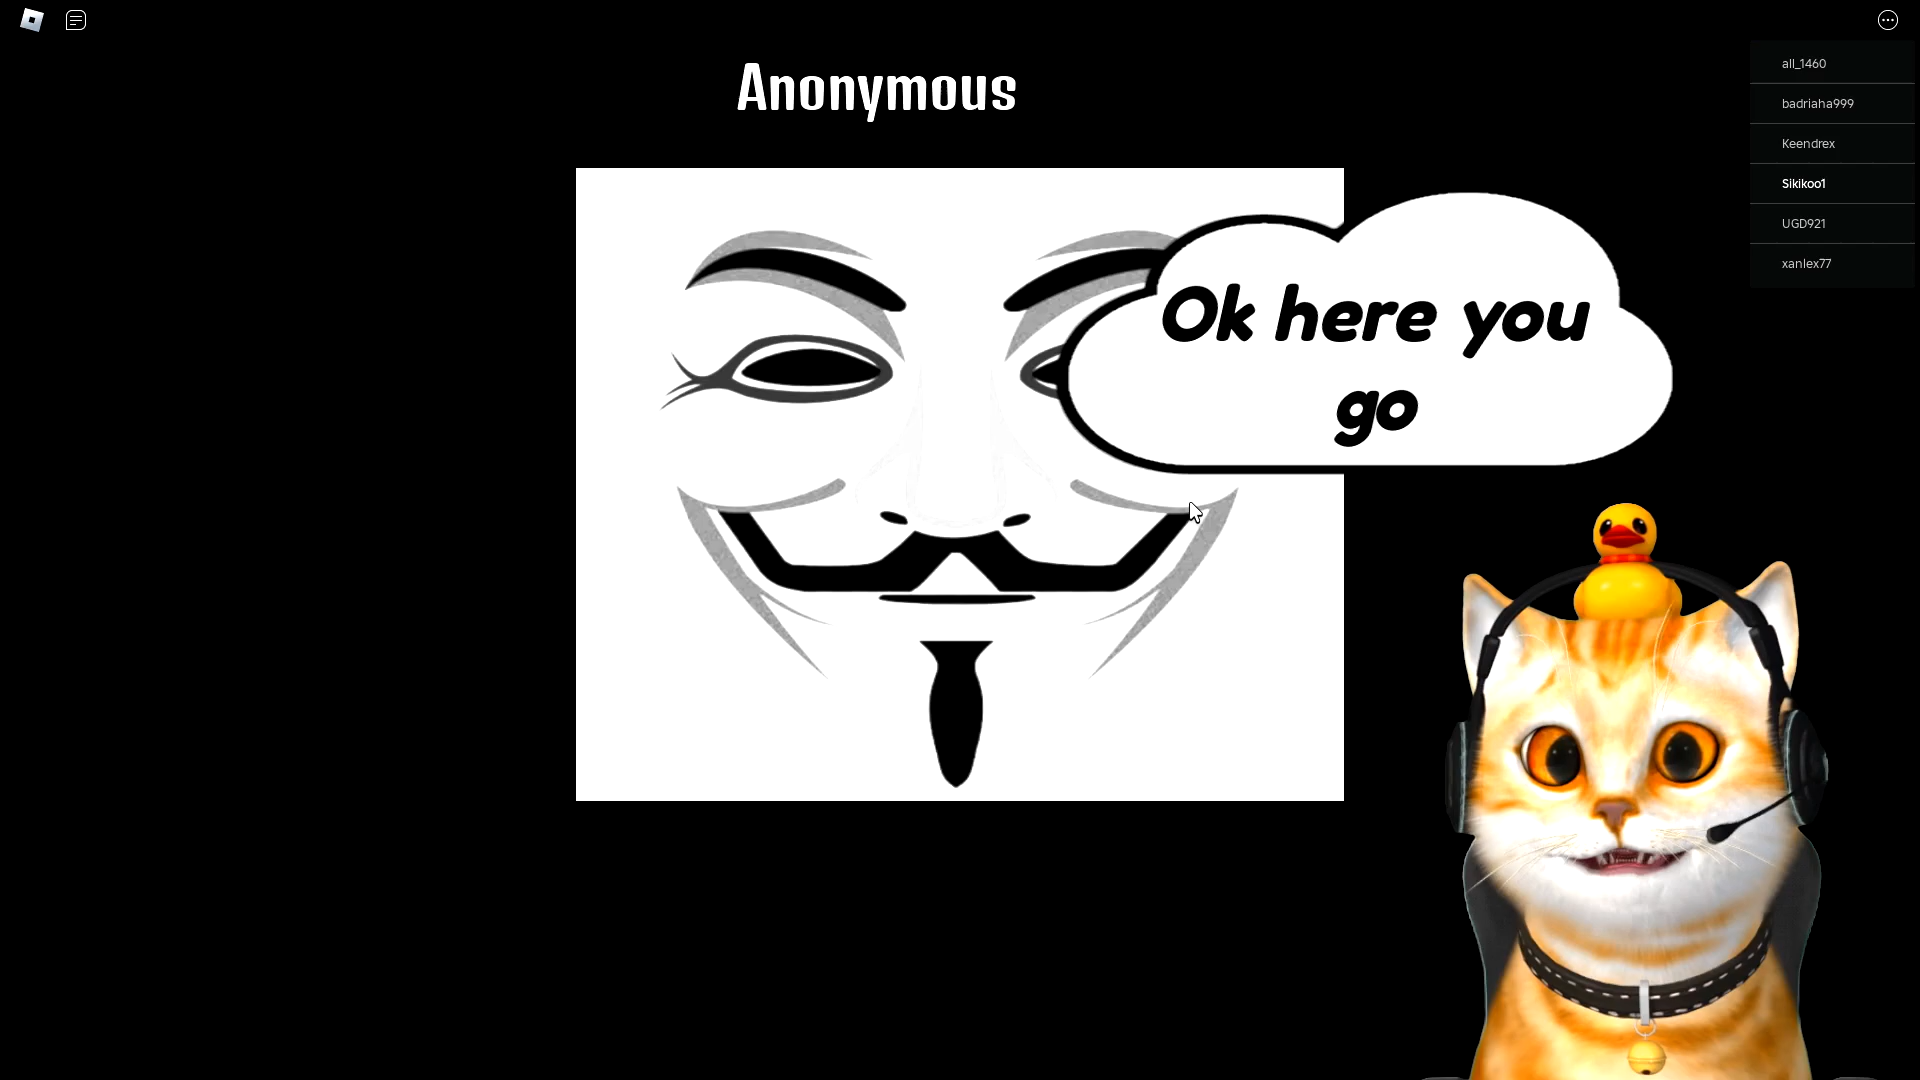 Anonymous
all_1460
badriaha999
Keendrex
Sikikoo1
UGD921
xanlex77
Ok here you
go